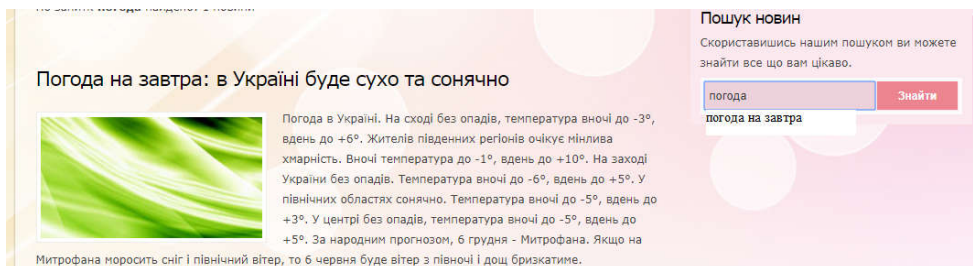 погода найдено: 1 новини
Погода на завтра: в Україні буде сухо та сонячно
Погода в Україні. На сході без опадів, температура вночі до -3°,
вдень до +6°. Жителів південних регіонів очікує мінлива
хмарність. Вночі температура до -1°, вдень до +10°. На заході
України без опадів. Температура вночі до -6°, вдень до +5°. У
північних областях сонячно. Температура вночі до -5°, вдень до
+3°. У центрі без опадів, температура вночі до -5°, вдень до
+5°. За народним прогнозом, 6 грудня - Митрофана. Якщо на
Митрофана моросить сніг і північний вітер, то 6 червня буде вітер з півночі і дощ бризкатиме.
Пошук новин
Скориставишись нашим пошуком ви можете
знайти все що вам цікаво.
погода
Знайти
погода на завтра